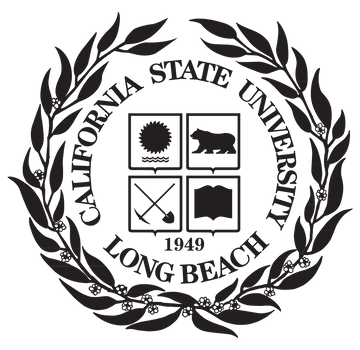 CALIFORNIA STATE UNIVERSITY
1949
LONG BEACH